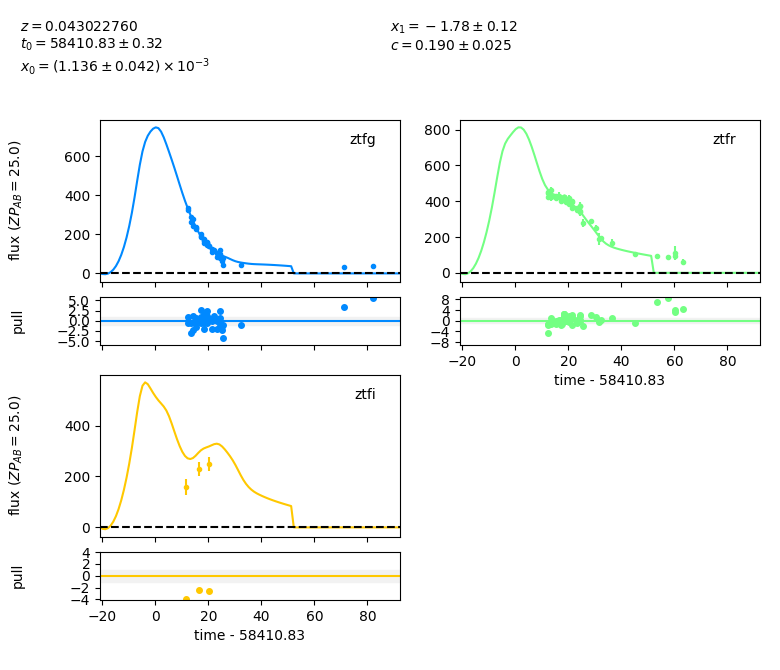 z = 0.043022760
t₀ = 58410.83 ± 0.32
x₀ = (1.136 ± 0.042) × 10⁻³
x₁ = −1.78 ± 0.12
c = 0.190 ± 0.025
ztfg
flux (ZP_AB = 25.0)
600
400
200
0
ztfr
800
600
400
200
0
pull
5.0
2.5
0.0
−2.5
−5.0
8
4
0
−4
−8
−20 0 20 40 60 80
time - 58410.83
ztfi
flux (ZP_AB = 25.0)
400
200
0
pull
4
2
0
−2
−4
−20 0 20 40 60 80
time - 58410.83